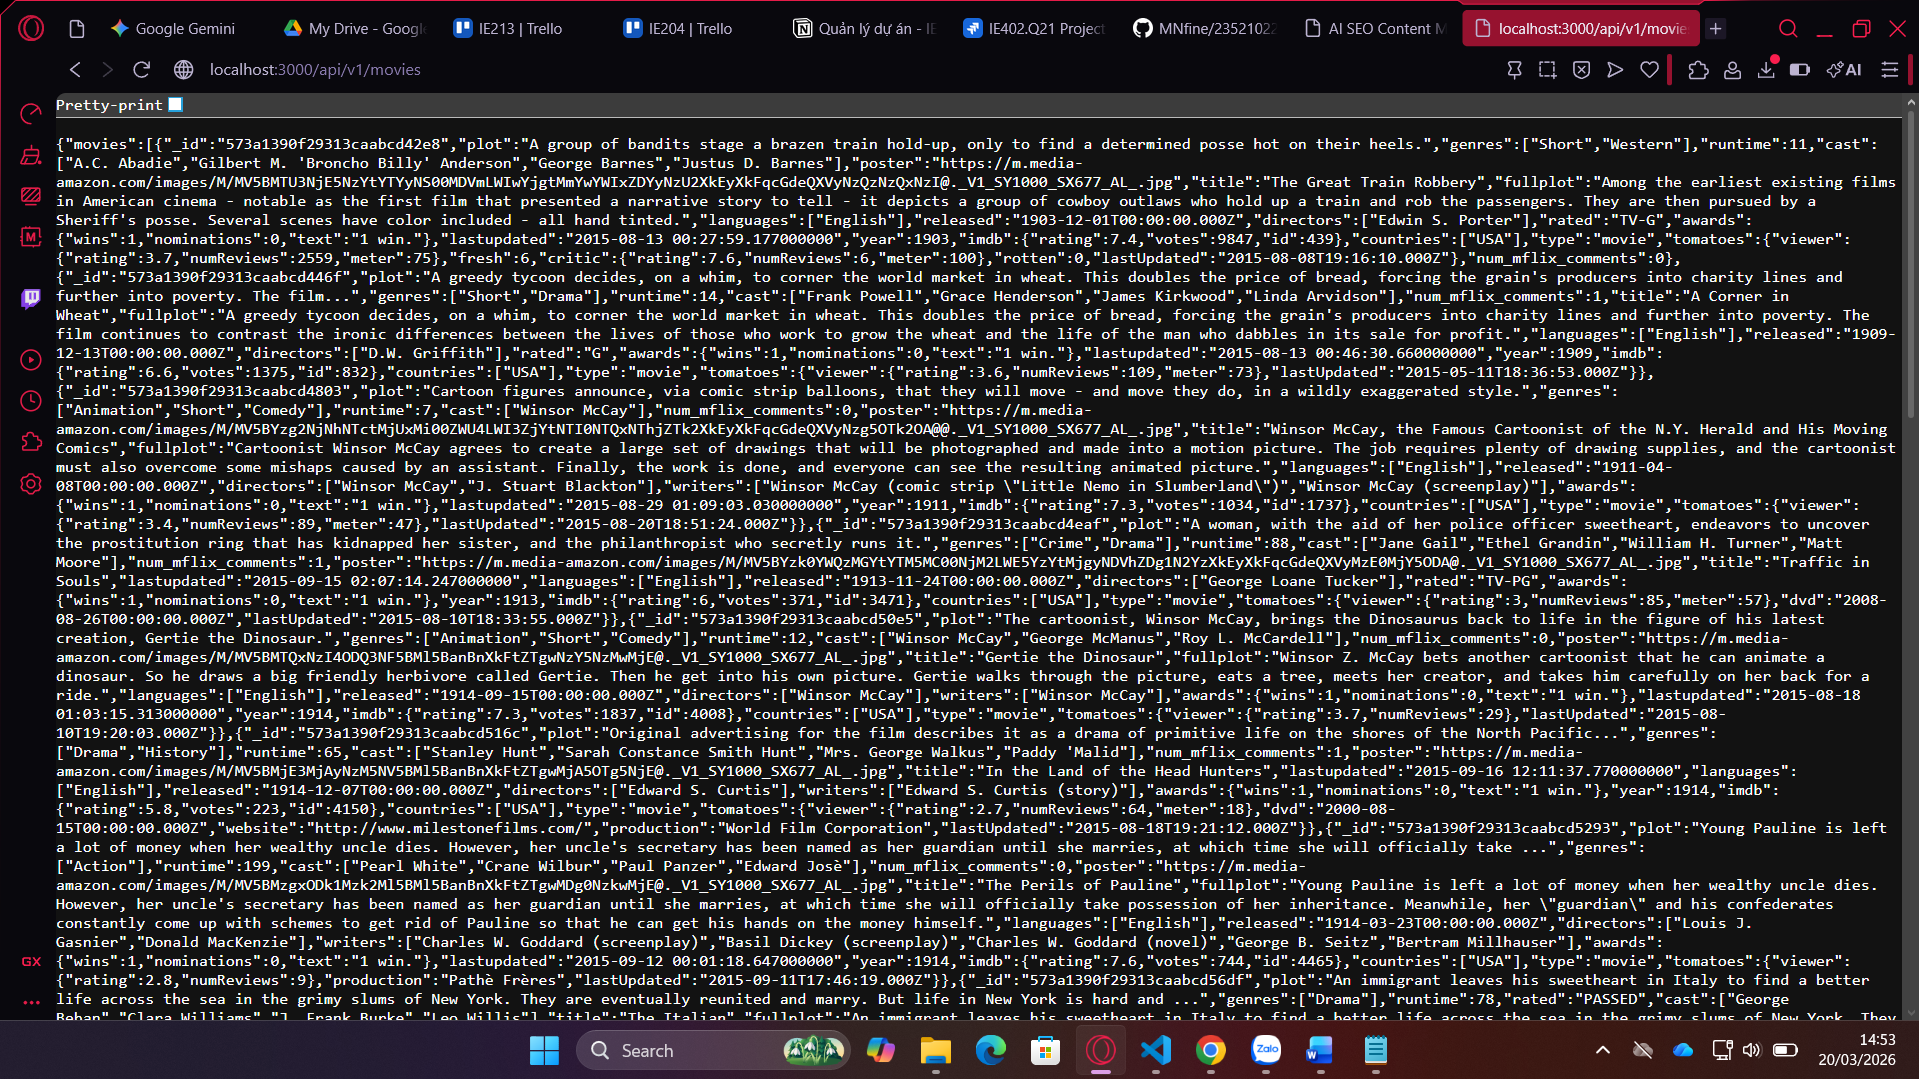 Google Gemini
My Drive - Google
IE213 | Trello
IE204 | Trello
Quản lý dự án - IE
IE402.Q21 Project
MNfine/23521022
AI SEO Content M
localhost:3000/api/v1/movie
localhost:3000/api/v1/movies
AI
Pretty-print
{"movies":[{"_id":"573a1390f29313caabcd42e8","plot":"A group of bandits stage a brazen train hold-up, only to find a determined posse hot on their heels.","genres":["Short","Western"],"runtime":11,"cast":
["A.C. Abadie","Gilbert M. 'Broncho Billy' Anderson","George Barnes","Justus D. Barnes"],"poster":"https://m.media-
amazon.com/images/M/MV5BMTU3NjE5NzYtYTYyNS00MDVmLWIwYjgtMmYwYWIxZDYyNzU2XkEyXkFqcGdeQXVyNzQzNzQxNzI@._V1_SY1000_SX677_AL_.jpg","title":"The Great Train Robbery","fullplot":"Among the earliest existing films
in American cinema - notable as the first film that presented a narrative story to tell - it depicts a group of cowboy outlaws who hold up a train and rob the passengers. They are then pursued by a
Sheriff's posse. Several scenes have color included - all hand tinted.","languages":["English"],"released":"1903-12-01T00:00:00.000Z","directors":["Edwin S. Porter"],"rated":"TV-G","awards":
{"wins":1,"nominations":0,"text":"1 win."},"lastupdated":"2015-08-13 00:27:59.177000000","year":1903,"imdb":{"rating":7.4,"votes":9847,"id":439},"countries":["USA"],"type":"movie","tomatoes":{"viewer":
{"rating":3.7,"numReviews":2559,"meter":75},"fresh":6,"critic":{"rating":7.6,"numReviews":6,"meter":100},"rotten":0,"lastUpdated":"2015-08-08T19:16:10.000Z"},"num_mflix_comments":0},
{"_id":"573a1390f29313caabcd446f","plot":"A greedy tycoon decides, on a whim, to corner the world market in wheat. This doubles the price of bread, forcing the grain's producers into charity lines and
further into poverty. The film...","genres":["Short","Drama"],"runtime":14,"cast":["Frank Powell","Grace Henderson","James Kirkwood","Linda Arvidson"],"num_mflix_comments":1,"title":"A Corner in
Wheat","fullplot":"A greedy tycoon decides, on a whim, to corner the world market in wheat. This doubles the price of bread, forcing the grain's producers into charity lines and further into poverty. The
film continues to contrast the ironic differences between the lives of those who work to grow the wheat and the life of the man who dabbles in its sale for profit.","languages":["English"],"released":"1909-
12-13T00:00:00.000Z","directors":["D.W. Griffith"],"rated":"G","awards":{"wins":1,"nominations":0,"text":"1 win."},"lastupdated":"2015-08-13 00:46:30.660000000","year":1909,"imdb":
{"rating":6.6,"votes":1375,"id":832},"countries":["USA"],"type":"movie","tomatoes":{"viewer":{"rating":3.6,"numReviews":109,"meter":73},"lastUpdated":"2015-05-11T18:36:53.000Z"}},
{"_id":"573a1390f29313caabcd4803","plot":"Cartoon figures announce, via comic strip balloons, that they will move - and move they do, in a wildly exaggerated style.","genres":
["Animation","Short","Comedy"],"runtime":7,"cast":["Winsor McCay"],"num_mflix_comments":0,"poster":"https://m.media-
amazon.com/images/M/MV5BYzg2NjNhNTctMjUxMi00ZWU4LWI3ZjYtNTI0NTQxNThjZTk2XkEyXkFqcGdeQXVyNzg5OTk2OA@@._V1_SY1000_SX677_AL_.jpg","title":"Winsor McCay, the Famous Cartoonist of the N.Y. Herald and His Moving
Comics","fullplot":"Cartoonist Winsor McCay agrees to create a large set of drawings that will be photographed and made into a motion picture. The job requires plenty of drawing supplies, and the cartoonist
must also overcome some mishaps caused by an assistant. Finally, the work is done, and everyone can see the resulting animated picture.","languages":["English"],"released":"1911-04-
08T00:00:00.000Z","directors":["Winsor McCay","J. Stuart Blackton"],"writers":["Winsor McCay (comic strip \"Little Nemo in Slumberland\")","Winsor McCay (screenplay)"],"awards":
{"wins":1,"nominations":0,"text":"1 win."},"lastupdated":"2015-08-29 01:09:03.030000000","year":1911,"imdb":{"rating":7.3,"votes":1034,"id":1737},"countries":["USA"],"type":"movie","tomatoes":{"viewer":
{"rating":3.4,"numReviews":89,"meter":47},"lastUpdated":"2015-08-20T18:51:24.000Z"}},{"_id":"573a1390f29313caabcd4eaf","plot":"A woman, with the aid of her police officer sweetheart, endeavors to uncover
the prostitution ring that has kidnapped her sister, and the philanthropist who secretly runs it.","genres":["Crime","Drama"],"runtime":88,"cast":["Jane Gail","Ethel Grandin","William H. Turner","Matt
Moore"],"num_mflix_comments":1,"poster":"https://m.media-amazon.com/images/M/MV5BYzk0YWQzMGYtYTM5MC00NjM2LWE5YzYtMjgyNDVhZDg1N2YzXkEyXkFqcGdeQXVyMzE0MjY5ODA@._V1_SY1000_SX677_AL_.jpg","title":"Traffic in
Souls","lastupdated":"2015-09-15 02:07:14.247000000","languages":["English"],"released":"1913-11-24T00:00:00.000Z","directors":["George Loane Tucker"],"rated":"TV-PG","awards":
{"wins":1,"nominations":0,"text":"1 win."},"year":1913,"imdb":{"rating":6,"votes":371,"id":3471},"countries":["USA"],"type":"movie","tomatoes":{"viewer":{"rating":3,"numReviews":85,"meter":57},"dvd":"2008-
08-26T00:00:00.000Z","lastUpdated":"2015-08-10T18:33:55.000Z"}},{"_id":"573a1390f29313caabcd50e5","plot":"The cartoonist, Winsor McCay, brings the Dinosaurus back to life in the figure of his latest
creation, Gertie the Dinosaur.","genres":["Animation","Short","Comedy"],"runtime":12,"cast":["Winsor McCay","George McManus","Roy L. McCardell"],"num_mflix_comments":0,"poster":"https://m.media-
amazon.com/images/M/MV5BMTQxNzI4ODQ3NF5BMl5BanBnXkFtZTgwNzY5NzMwMjE@._V1_SY1000_SX677_AL_.jpg","title":"Gertie the Dinosaur","fullplot":"Winsor Z. McCay bets another cartoonist that he can animate a
dinosaur. So he draws a big friendly herbivore called Gertie. Then he get into his own picture. Gertie walks through the picture, eats a tree, meets her creator, and takes him carefully on her back for a
ride.","languages":["English"],"released":"1914-09-15T00:00:00.000Z","directors":["Winsor McCay"],"writers":["Winsor McCay"],"awards":{"wins":1,"nominations":0,"text":"1 win."},"lastupdated":"2015-08-18
01:03:15.313000000","year":1914,"imdb":{"rating":7.3,"votes":1837,"id":4008},"countries":["USA"],"type":"movie","tomatoes":{"viewer":{"rating":3.7,"numReviews":29},"lastUpdated":"2015-08-
10T19:20:03.000Z"}},{"_id":"573a1390f29313caabcd516c","plot":"Original advertising for the film describes it as a drama of primitive life on the shores of the North Pacific...","genres":
["Drama","History"],"runtime":65,"cast":["Stanley Hunt","Sarah Constance Smith Hunt","Mrs. George Walkus","Paddy 'Malid"],"num_mflix_comments":1,"poster":"https://m.media-
amazon.com/images/M/MV5BMjE3MjAyNzM5NV5BMl5BanBnXkFtZTgwMjA5OTg5NjE@._V1_SY1000_SX677_AL_.jpg","title":"In the Land of the Head Hunters","lastupdated":"2015-09-16 12:11:37.770000000","languages":
["English"],"released":"1914-12-07T00:00:00.000Z","directors":["Edward S. Curtis"],"writers":["Edward S. Curtis (story)"],"awards":{"wins":1,"nominations":0,"text":"1 win."},"year":1914,"imdb":
{"rating":5.8,"votes":223,"id":4150},"countries":["USA"],"type":"movie","tomatoes":{"viewer":{"rating":2.7,"numReviews":64,"meter":18},"dvd":"2000-08-
15T00:00:00.000Z","website":"http://www.milestonefilms.com/","production":"World Film Corporation","lastUpdated":"2015-08-18T19:21:12.000Z"}},{"_id":"573a1390f29313caabcd5293","plot":"Young Pauline is left
a lot of money when her wealthy uncle dies. However, her uncle's secretary has been named as her guardian until she marries, at which time she will officially take ...","genres":
["Action"],"runtime":199,"cast":["Pearl White","Crane Wilbur","Paul Panzer","Edward Josè"],"num_mflix_comments":0,"poster":"https://m.media-
amazon.com/images/M/MV5BMzgxODk1Mzk2Ml5BMl5BanBnXkFtZTgwMDg0NzkwMjE@._V1_SY1000_SX677_AL_.jpg","title":"The Perils of Pauline","fullplot":"Young Pauline is left a lot of money when her wealthy uncle dies.
However, her uncle's secretary has been named as her guardian until she marries, at which time she will officially take possession of her inheritance. Meanwhile, her \"guardian\" and his confederates
constantly come up with schemes to get rid of Pauline so that he can get his hands on the money himself.","languages":["English"],"released":"1914-03-23T00:00:00.000Z","directors":["Louis J.
Gasnier","Donald MacKenzie"],"writers":["Charles W. Goddard (screenplay)","Basil Dickey (screenplay)","Charles W. Goddard (novel)","George B. Seitz","Bertram Millhauser"],"awards":
{"wins":1,"nominations":0,"text":"1 win."},"lastupdated":"2015-09-12 00:01:18.647000000","year":1914,"imdb":{"rating":7.6,"votes":744,"id":4465},"countries":["USA"],"type":"movie","tomatoes":{"viewer":
{"rating":2.8,"numReviews":9},"production":"Pathè Frères","lastUpdated":"2015-09-11T17:46:19.000Z"}},{"_id":"573a1390f29313caabcd56df","plot":"An immigrant leaves his sweetheart in Italy to find a better
life across the sea in the grimy slums of New York. They are eventually reunited and marry. But life in New York is hard and ...","genres":["Drama"],"runtime":78,"rated":"PASSED","cast":["George
Beban","Clara Williams","J. Frank Burke","Leo Willis"],"title":"The Italian","fullplot":"An immigrant leaves his sweetheart in Italy to find a better life across the sea in the grimy slums of New York. They
GX
Search
Zalo
14:53
20/03/2026